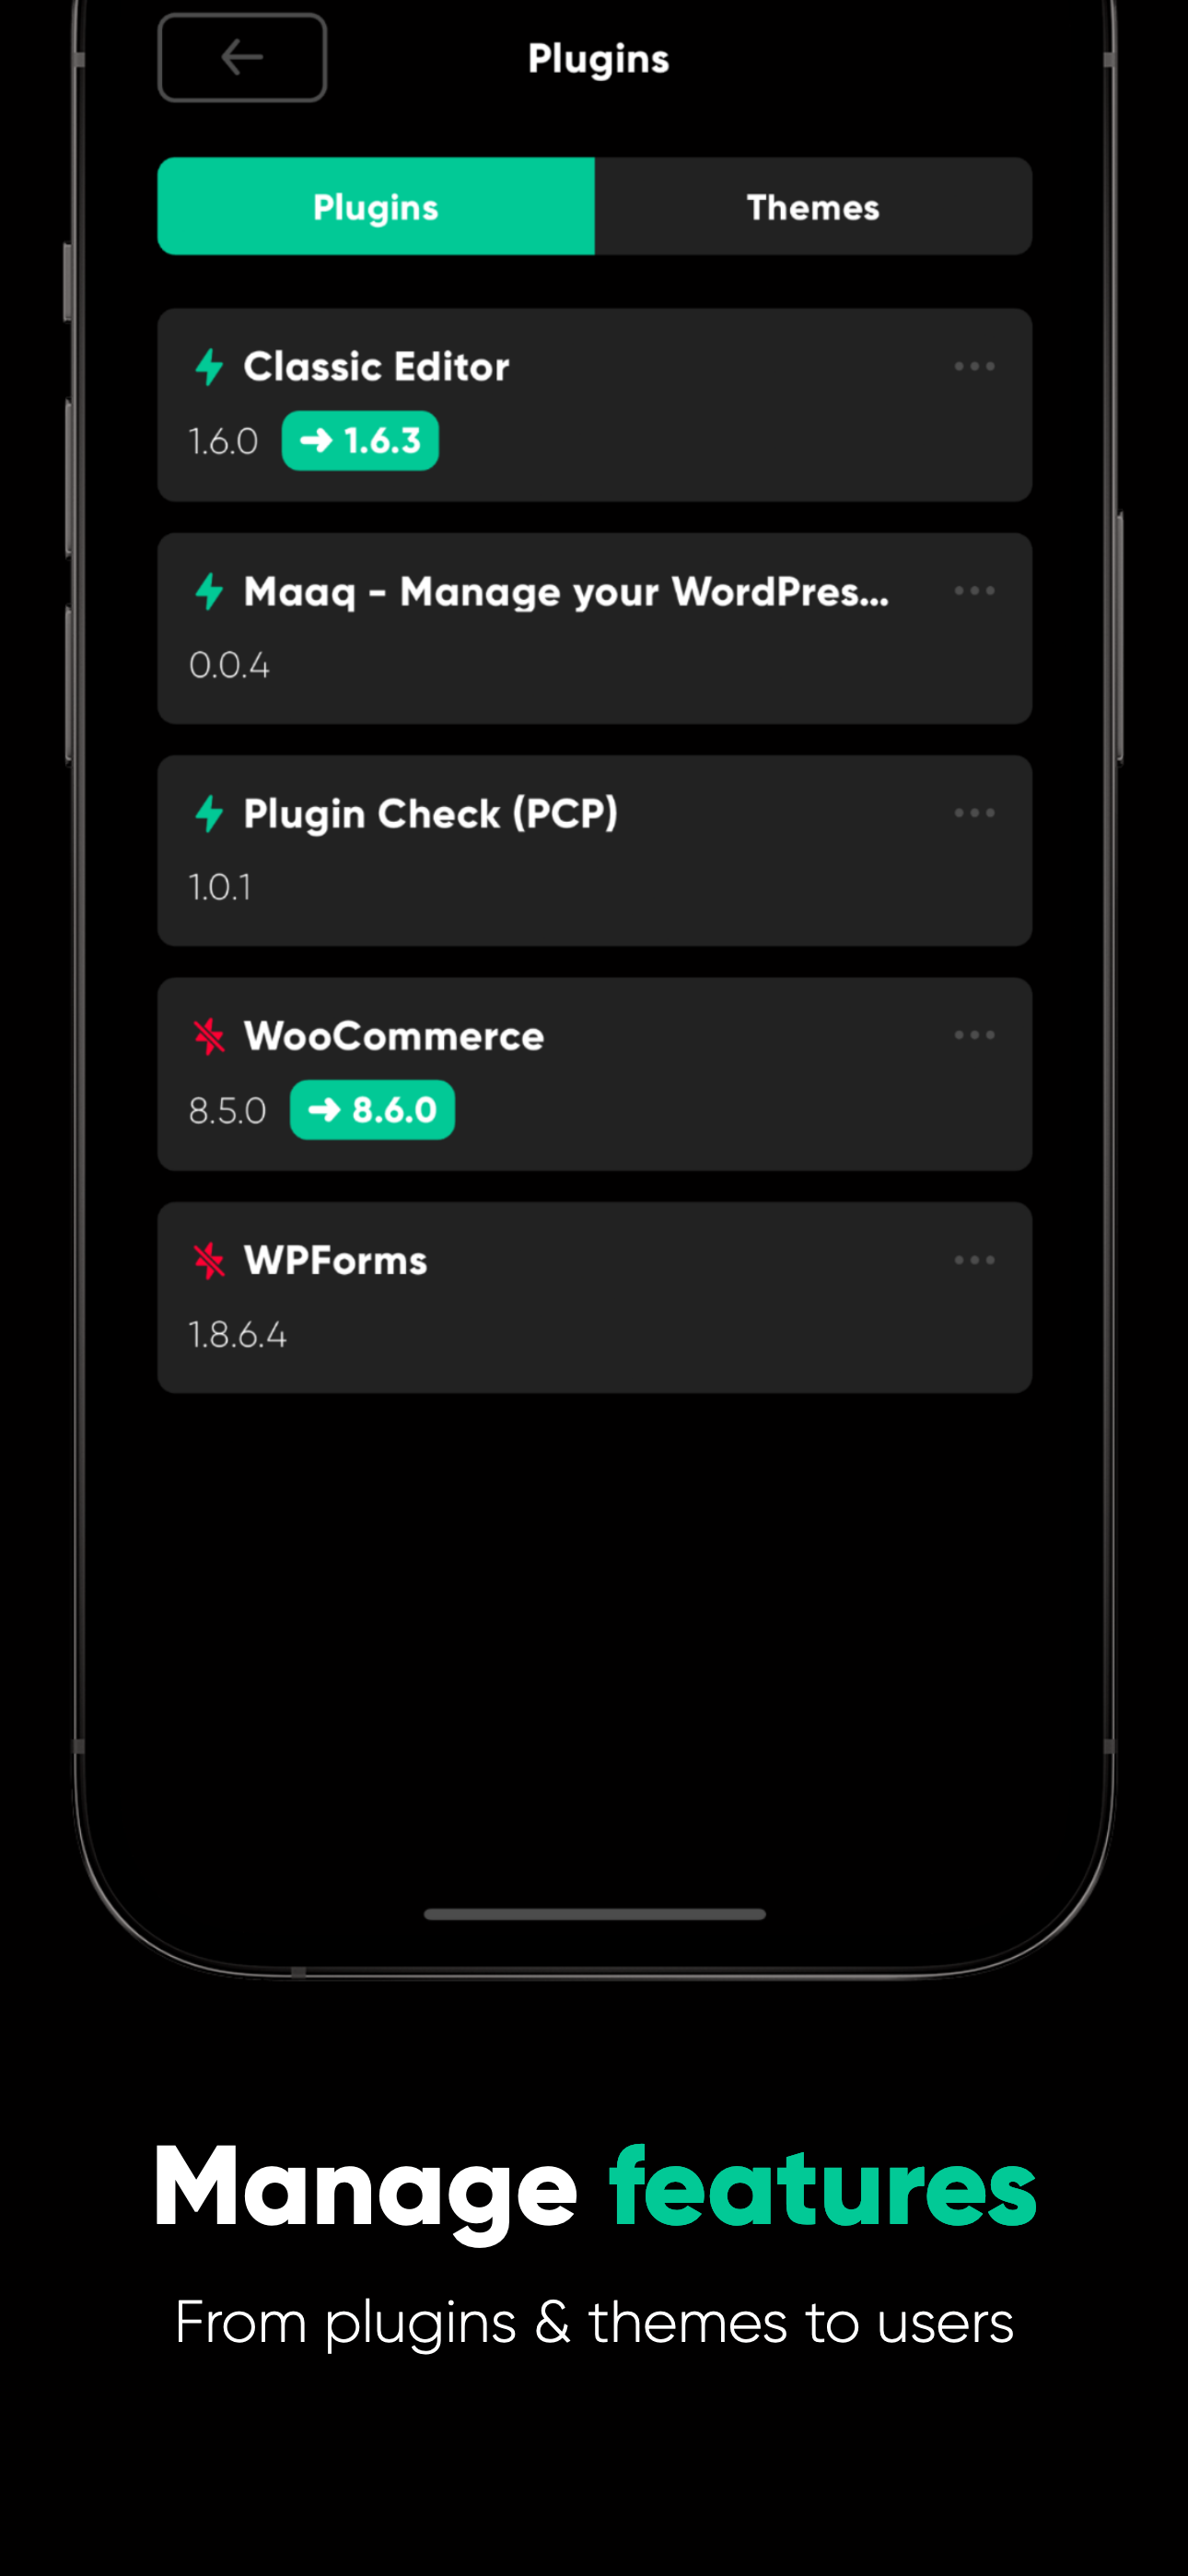 Plugins
Plugins Themes
Classic Editor
1.6.0 → 1.6.3
Maaq - Manage your WordPres...
0.0.4
Plugin Check (PCP)
1.0.1
WooCommerce
8.5.0 → 8.6.0
WPForms
1.8.6.4
Manage features
From plugins & themes to users